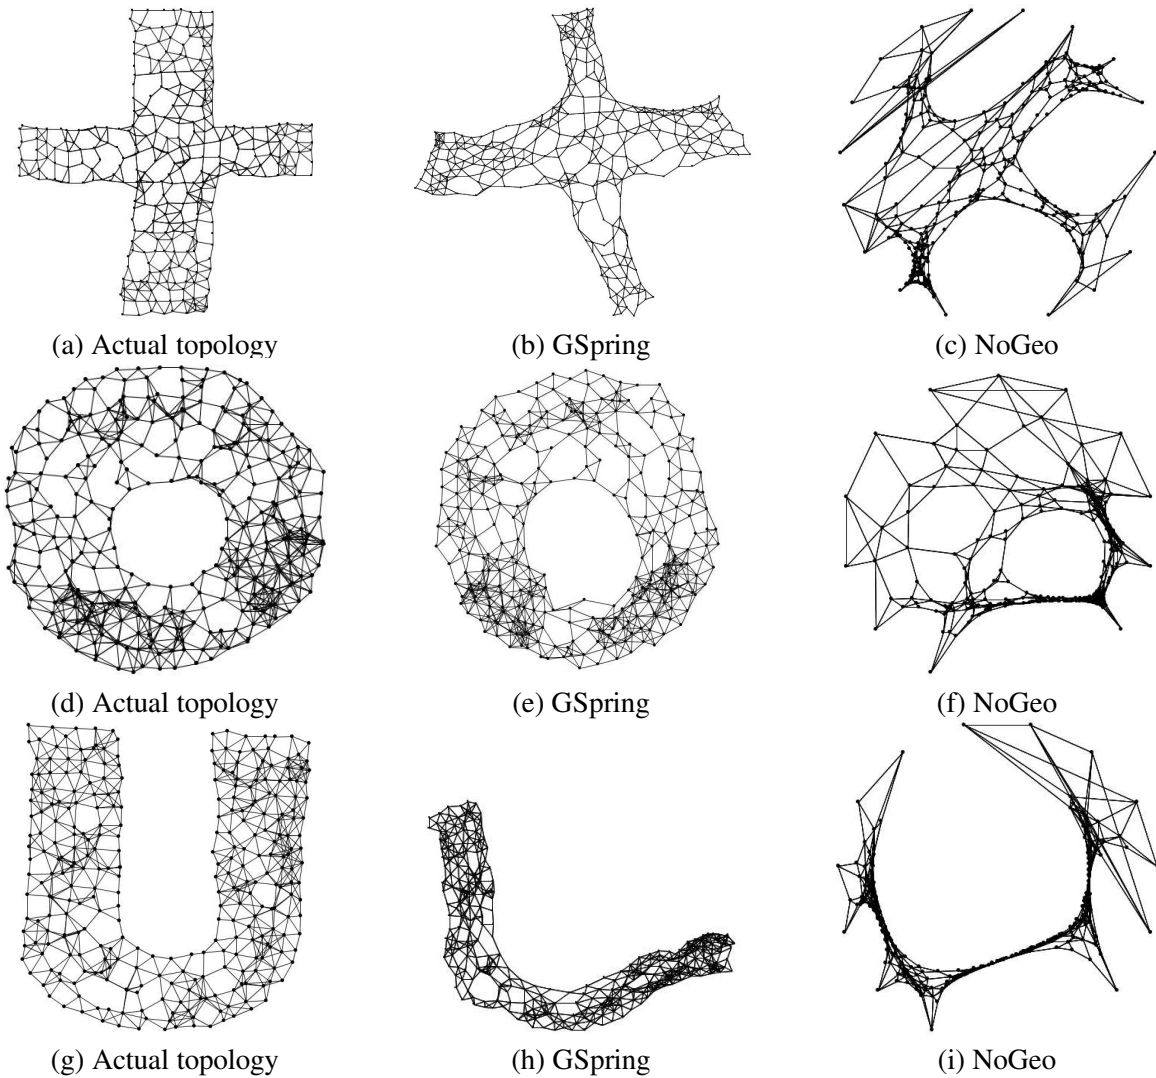 (a) Actual topology
(b) GSpring
(c) NoGeo
(d) Actual topology
(e) GSpring
(f) NoGeo
(g) Actual topology
(h) GSpring
(i) NoGeo